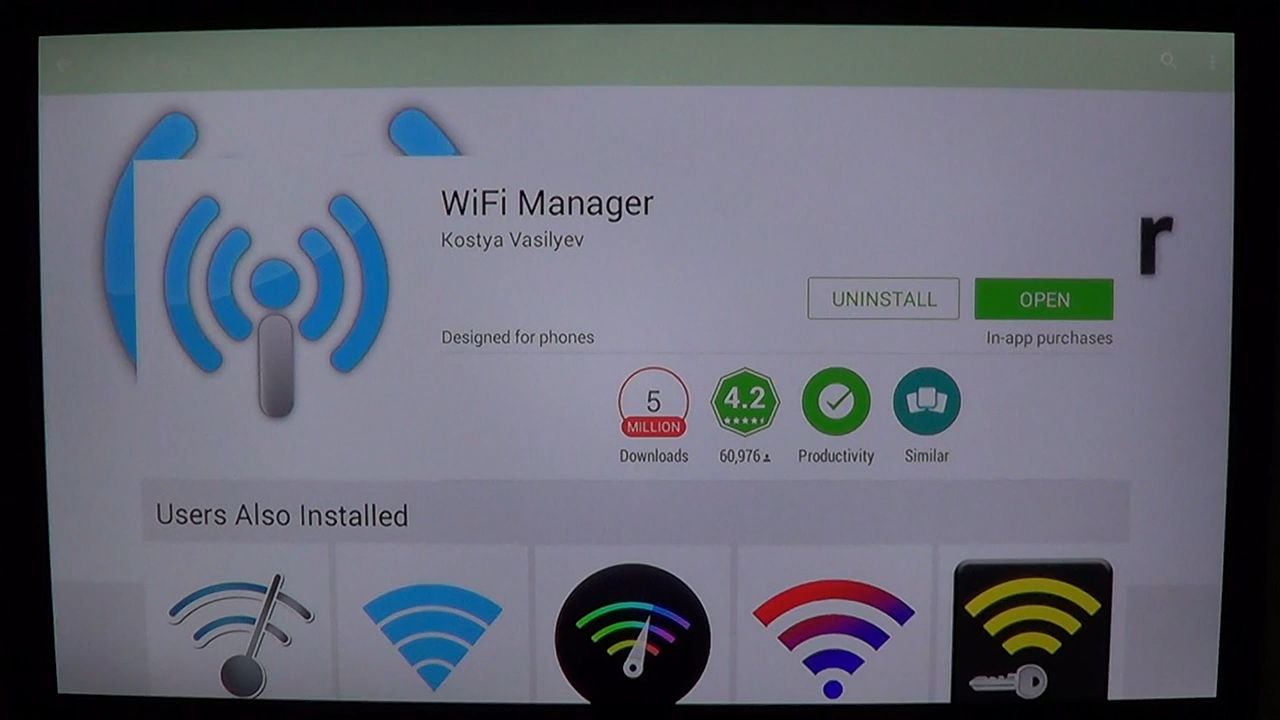 WiFi Manager
Kostya Vasilyev
r
UNINSTALL
OPEN
Designed for phones
In-app purchases
5
MILLION
4.2
Downloads
60,976
Productivity
Similar
Users Also Installed